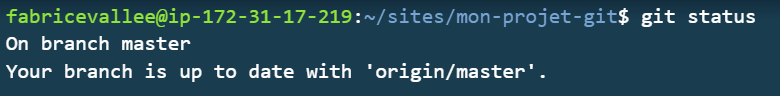 fabricevallee@ip-172-31-17-219:~/sites/mon-projet-git$ git status
On branch master
Your branch is up to date with 'origin/master'.